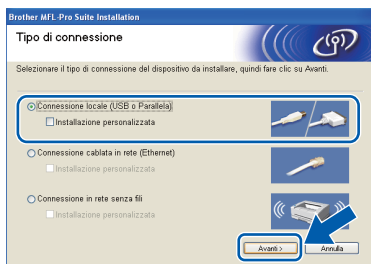 Brother MFL-Pro Suite Installation
Tipo di connessione
Selezionare il tipo di connessione del dispositivo da installare, quindi fare clic su Avanti.
Connessione locale (USB o Parallela)
Installazione personalizzata
Connessione cablata in rete (Ethernet)
Installazione personalizzata
Connessione in rete senza fili
Installazione personalizzata
Avanti >
Annulla